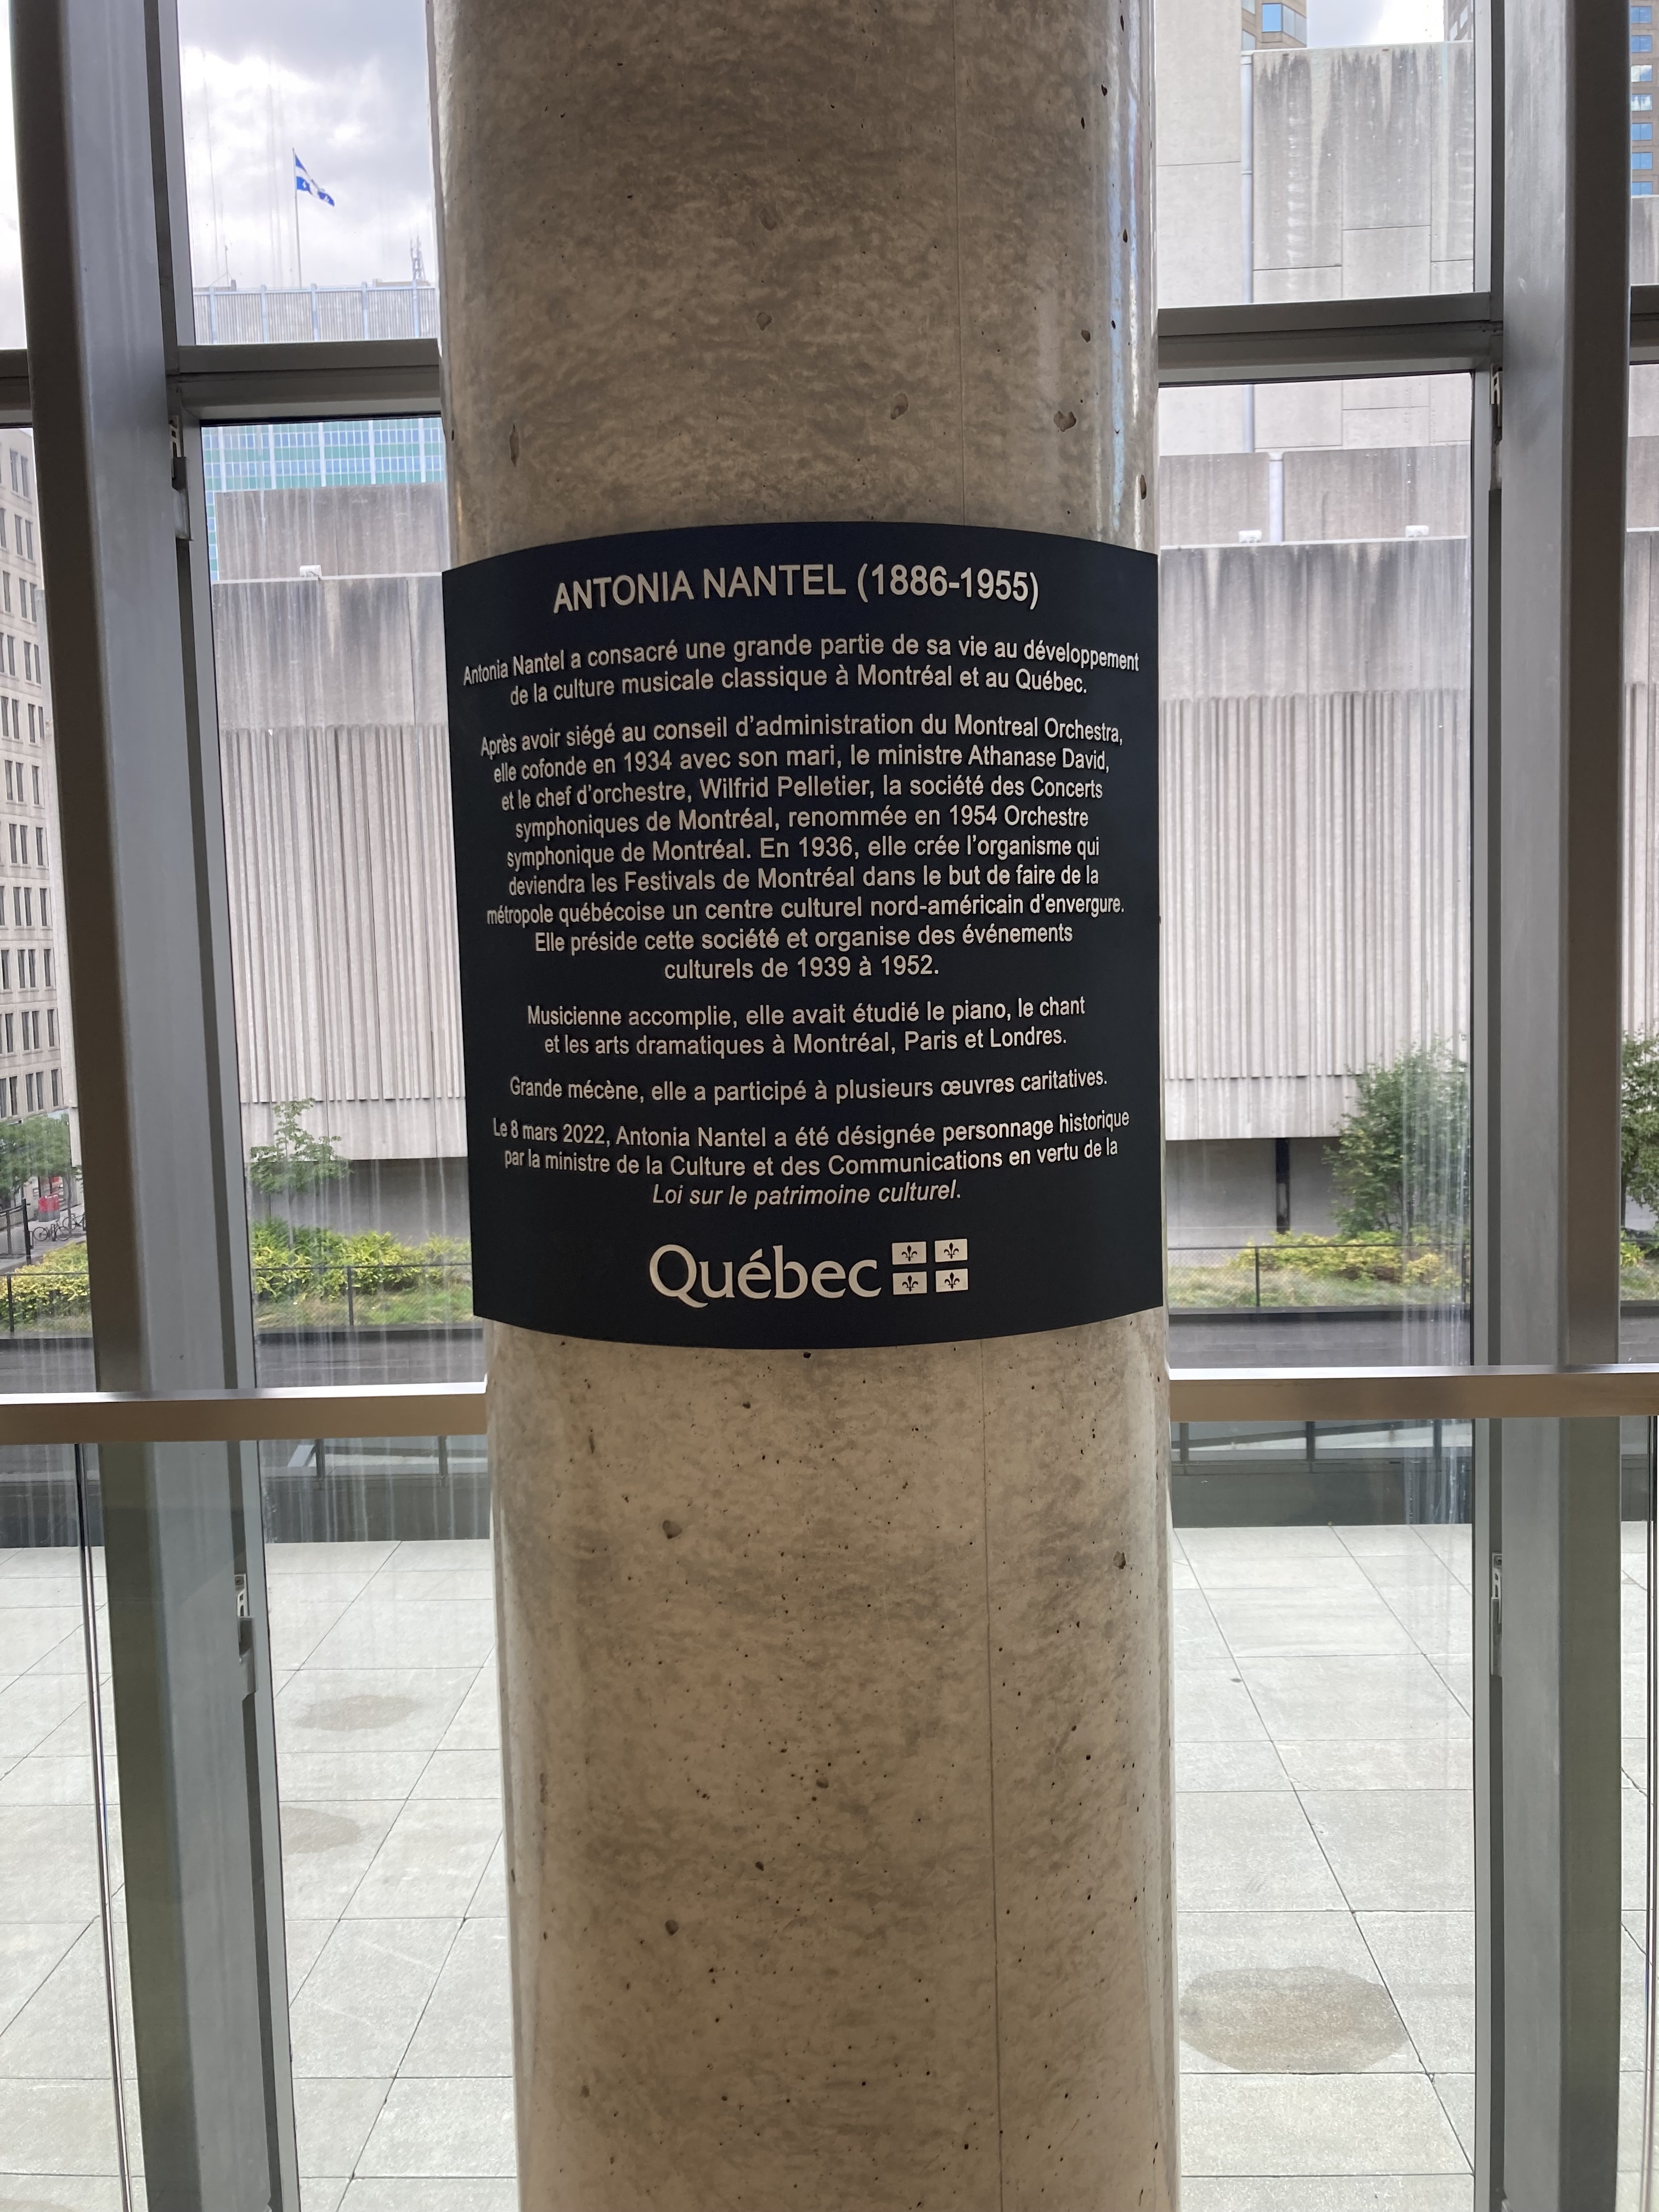 ANTONIA NANTEL (1886-1955)
Antonia Nantel a consacré une grande partie de sa vie au développement
de la culture musicale classique à Montréal et au Québec.
Après avoir siégé au conseil d'administration du Montreal Orchestra,
elle cofonde en 1934 avec son mari, le ministre Athanase David,
et le chef d'orchestre, Wilfrid Pelletier, la société des Concerts
symphoniques de Montréal, renommée en 1954 Orchestre
symphonique de Montréal. En 1936, elle crée l'organisme qui
deviendra les Festivals de Montréal dans le but de faire de la
métropole québécoise un centre culturel nord-américain d'envergure.
Elle préside cette société et organise des événements
culturels de 1939 à 1952.
Musicienne accomplie, elle avait étudié le piano, le chant
et les arts dramatiques à Montréal, Paris et Londres.
Grande mécène, elle a participé à plusieurs œuvres caritatives.
Le 8 mars 2022, Antonia Nantel a été désignée personnage historique
par la ministre de la Culture et des Communications en vertu de la
Loi sur le patrimoine culturel.
Québec